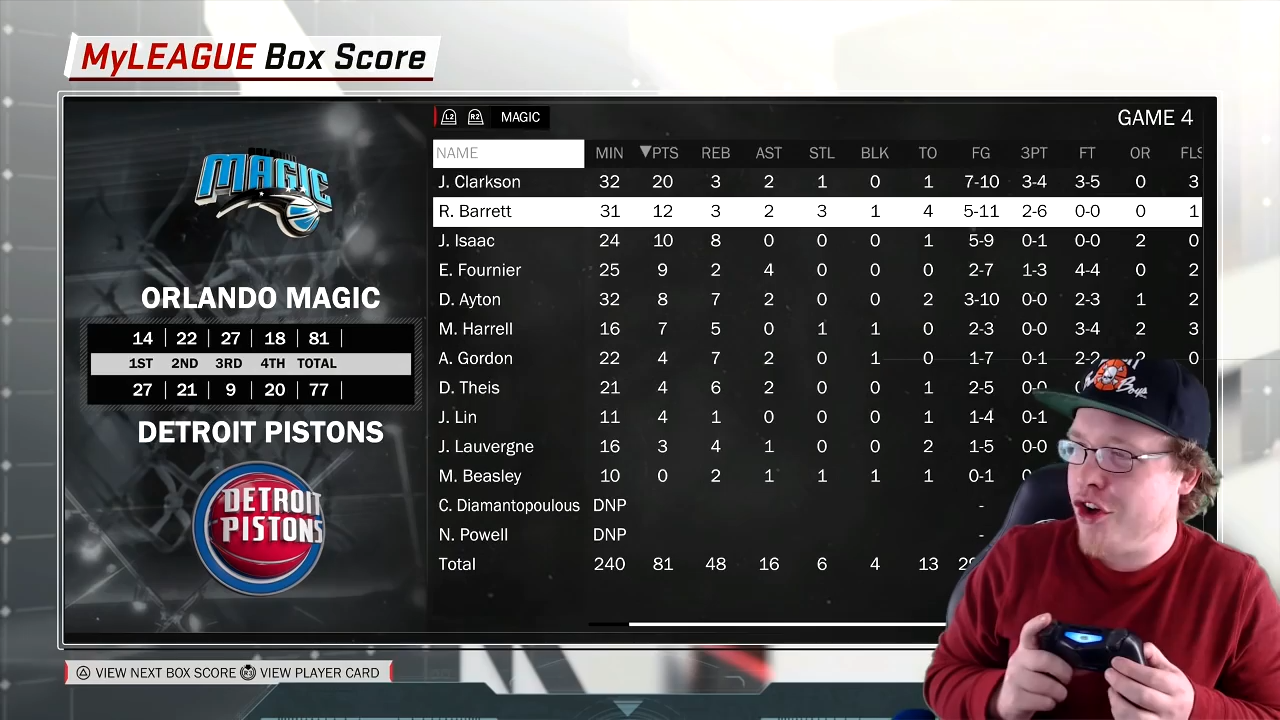 MyLEAGUE Box Score
L2 R2 MAGIC GAME 4
NAME MIN PTS REB AST STL BLK TO FG 3PT FT OR FLS
J. Clarkson 32 20 3 2 1 0 1 7-10 3-4 3-5 0 3
R. Barrett 31 12 3 2 3 1 4 5-11 2-6 0-0 0 1
J. Isaac 24 10 8 0 0 0 1 5-9 0-1 0-0 2 0
E. Fournier 25 9 2 4 0 0 0 2-7 1-3 4-4 0 2
D. Ayton 32 8 7 2 0 0 2 3-10 0-0 2-3 1 2
M. Harrell 16 7 5 0 1 1 0 2-3 0-0 3-4 2 3
A. Gordon 22 4 7 2 0 1 0 1-7 0-1 2-2 0
D. Theis 21 4 6 2 0 0 1 2-5 0-0
J. Lin 11 4 1 0 0 0 1 1-4 0-1
J. Lauvergne 16 3 4 1 0 0 2 1-5 0-0
M. Beasley 10 0 2 1 1 1 1 0-1
C. Diamantopoulous DNP -
N. Powell DNP -
Total 240 81 48 16 6 4 13
MAGIC
ORLANDO MAGIC
14 22 27 18 81
1ST 2ND 3RD 4TH TOTAL
27 21 9 20 77
DETROIT PISTONS
DETROIT
PISTONS
VIEW NEXT BOX SCORE R3 VIEW PLAYER CARD
Boys